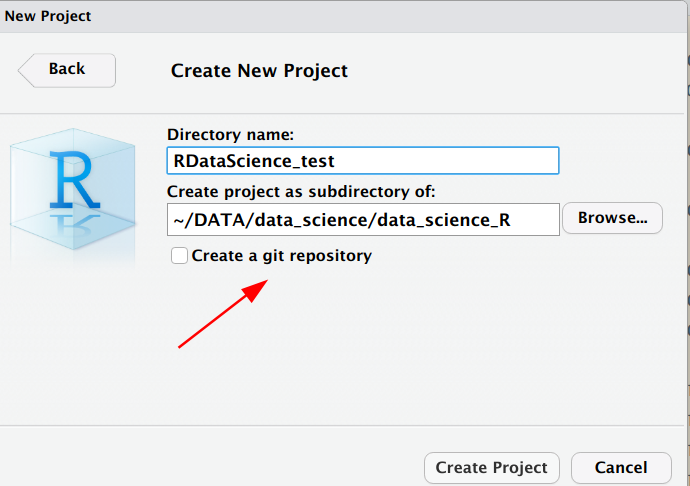 New Project
Back
Create New Project
Directory name:
RDataScience_test
Create project as subdirectory of:
~/DATA/data_science/data_science_R
Browse...
Create a git repository
R
Create Project
Cancel